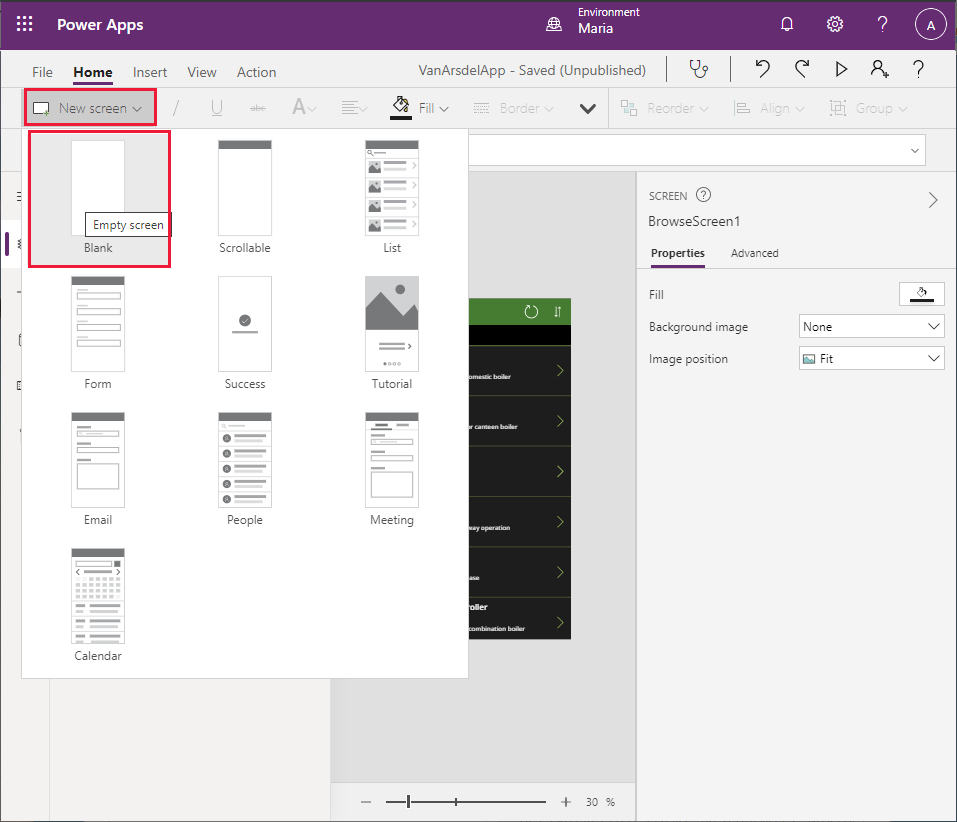 Power Apps
Environment
Maria
A
File Home Insert View Action
VanArsdelApp - Saved (Unpublished)
New screen
abc
A
Fill
Border
Reorder
Align
Group
Empty screen
Blank
Scrollable
List
Form
Success
Tutorial
Email
People
Meeting
Calendar
omestic boiler
or canteen boiler
way operation
ase
roller
combination boiler
SCREEN
BrowseScreen1
Properties Advanced
Fill
Background image None
Image position Fit
30 %